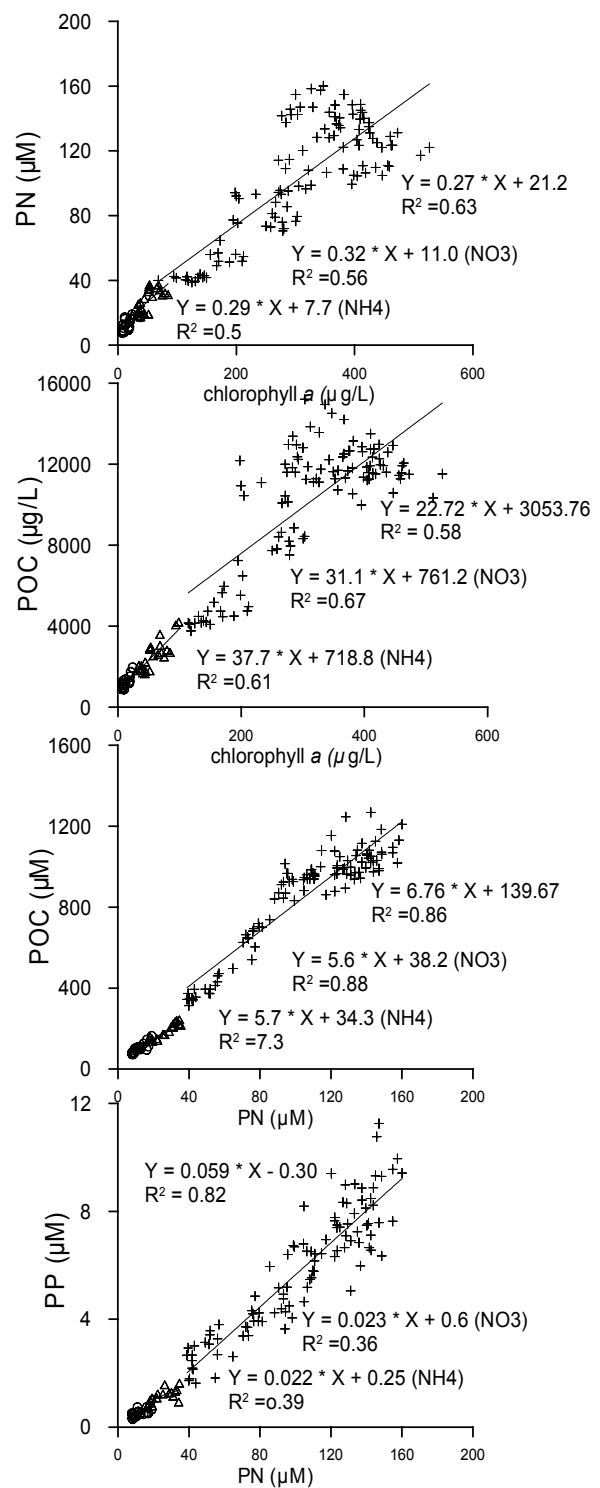 200
160
PN (µM)
120
80
40
0
Y = 0.27 * X + 21.2
R² =0.63
Y = 0.32 * X + 11.0 (NO3)
R² =0.56
Y = 0.29 * X + 7.7 (NH4)
R² =0.5
0 200 400 600
chlorophyll a (µ g/L)
16000
12000
POC (µg/L)
8000
4000
0
Y = 22.72 * X + 3053.76
R² = 0.58
Y = 31.1 * X + 761.2 (NO3)
R² =0.67
Y = 37.7 * X + 718.8 (NH4)
R² =0.61
0 200 400 600
chlorophyll a (µ g/L)
1600
1200
POC (µM)
800
400
0
Y = 6.76 * X + 139.67
R² =0.86
Y = 5.6 * X + 38.2 (NO3)
R² =0.88
Y = 5.7 * X + 34.3 (NH4)
R² =7.3
0 40 80 120 160 200
PN (µM)
12
8
PP (µM)
4
0
Y = 0.059 * X - 0.30
R² = 0.82
Y = 0.023 * X + 0.6 (NO3)
R² =0.36
Y = 0.022 * X + 0.25 (NH4)
R² =o.39
0 40 80 120 160 200
PN (µM)